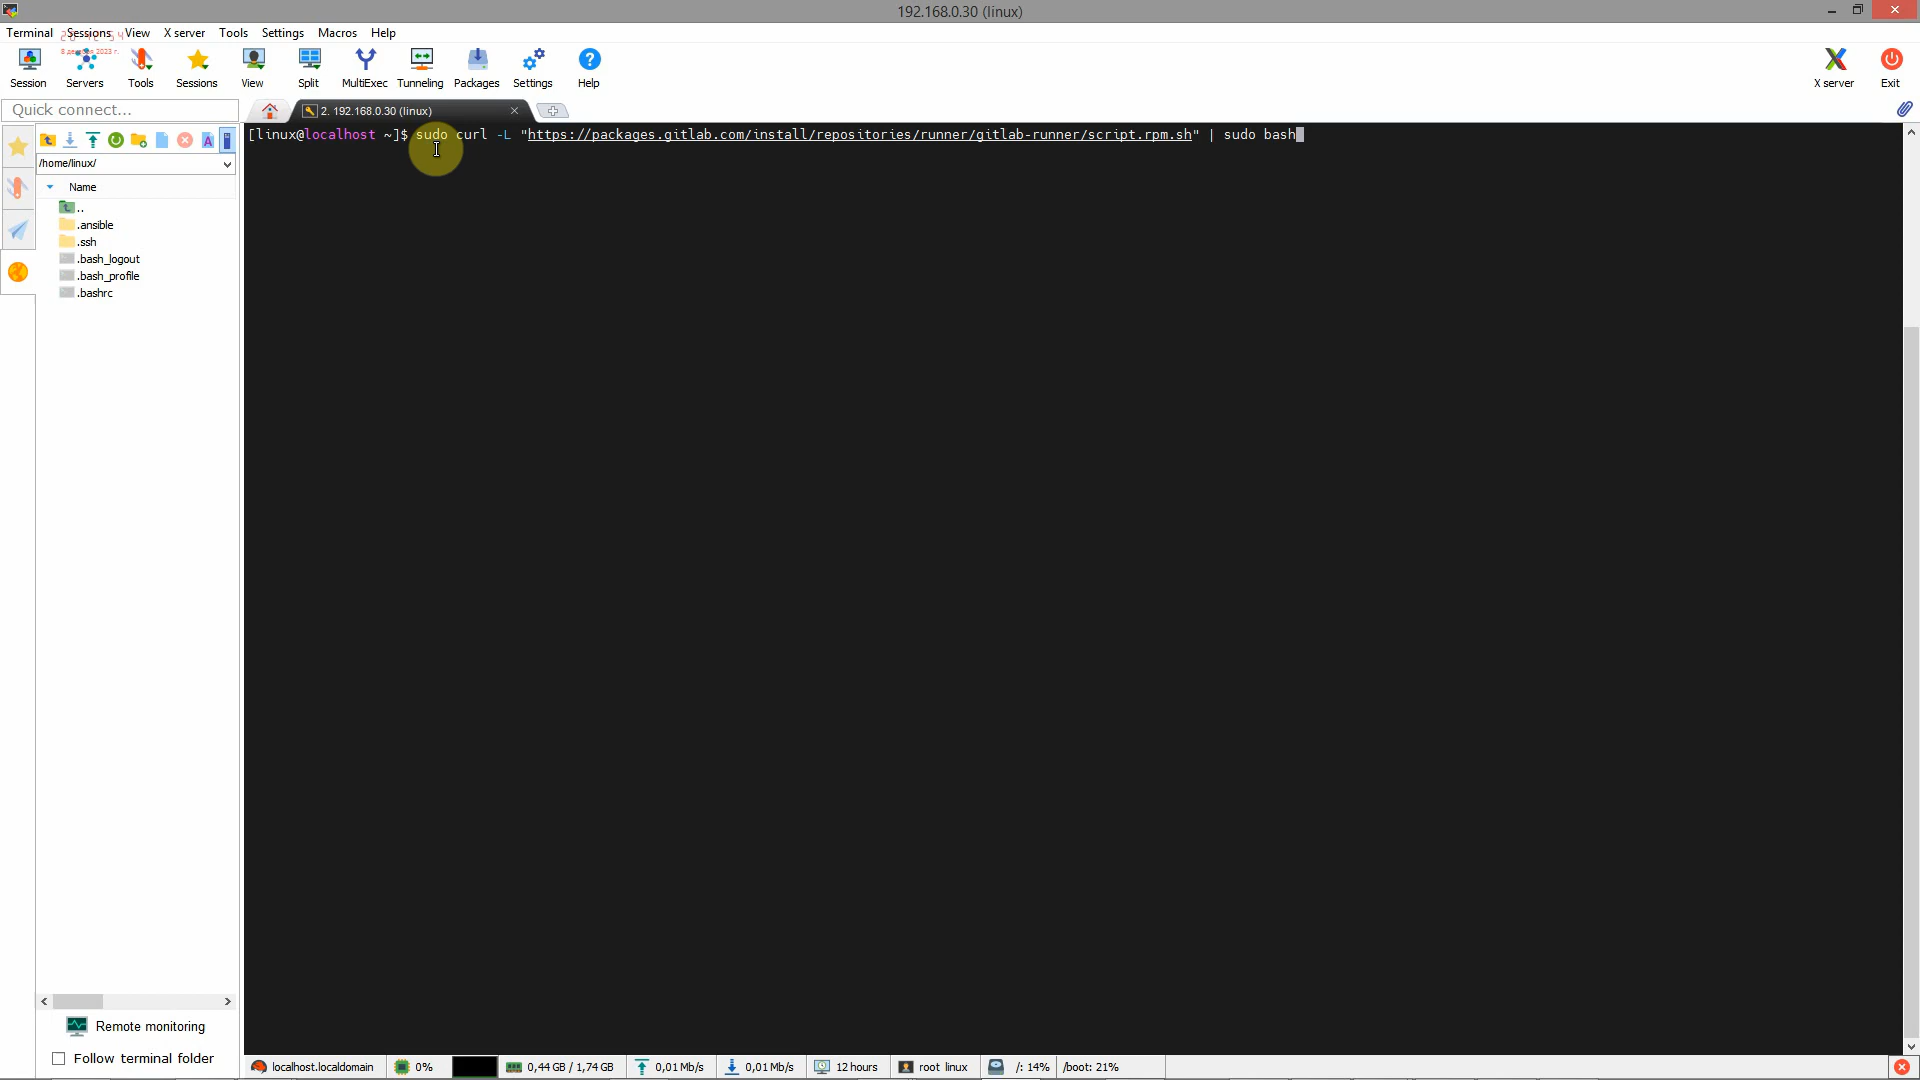 192.168.0.30 (linux)
Terminal Sessions View X server Tools Settings Macros Help
8 декабря 2023 г.
Session Servers Tools Sessions View Split MultiExec Tunneling Packages Settings Help X server Exit
Quick connect...
2. 192.168.0.30 (linux)
[linux@localhost ~]$ sudo curl -L "https://packages.gitlab.com/install/repositories/runner/gitlab-runner/script.rpm.sh" | sudo bash
/home/linux/
Name
..
.ansible
.ssh
.bash_logout
.bash_profile
.bashrc
Remote monitoring
Follow terminal folder
localhost.localdomain 0% 0,44 GB / 1,74 GB 0,01 Mb/s 0,01 Mb/s 12 hours root linux /: 14% /boot: 21%